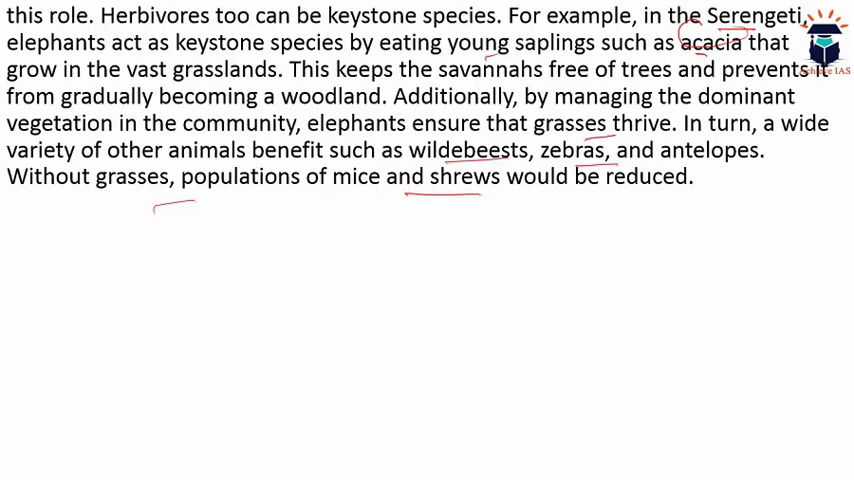 this role. Herbivores too can be keystone species. For example, in the Serengeti,
elephants act as keystone species by eating young saplings such as acacia that
grow in the vast grasslands. This keeps the savannahs free of trees and prevents it
from gradually becoming a woodland. Additionally, by managing the dominant
vegetation in the community, elephants ensure that grasses thrive. In turn, a wide
variety of other animals benefit such as wildebeests, zebras, and antelopes.
Without grasses, populations of mice and shrews would be reduced.
Achieve IAS